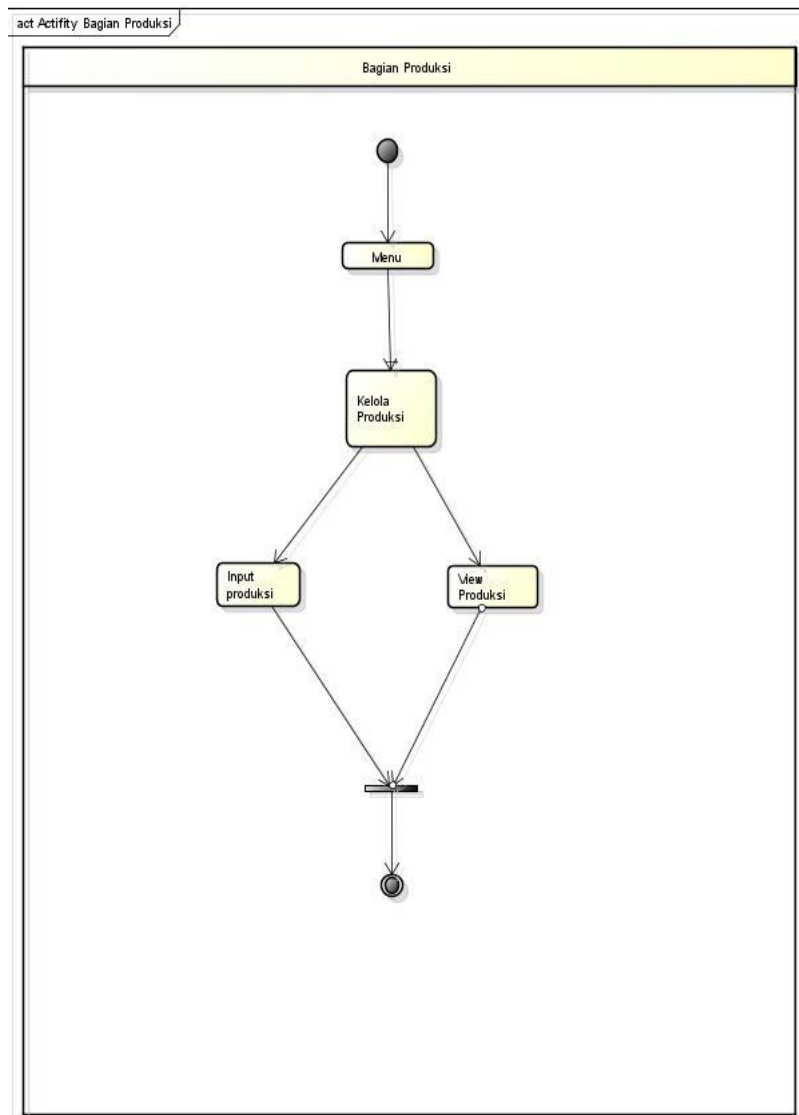 act Actifity Bagian Produksi
Bagian Produksi
Menu
Kelola
Produksi
Input
produksi
View
Produksi